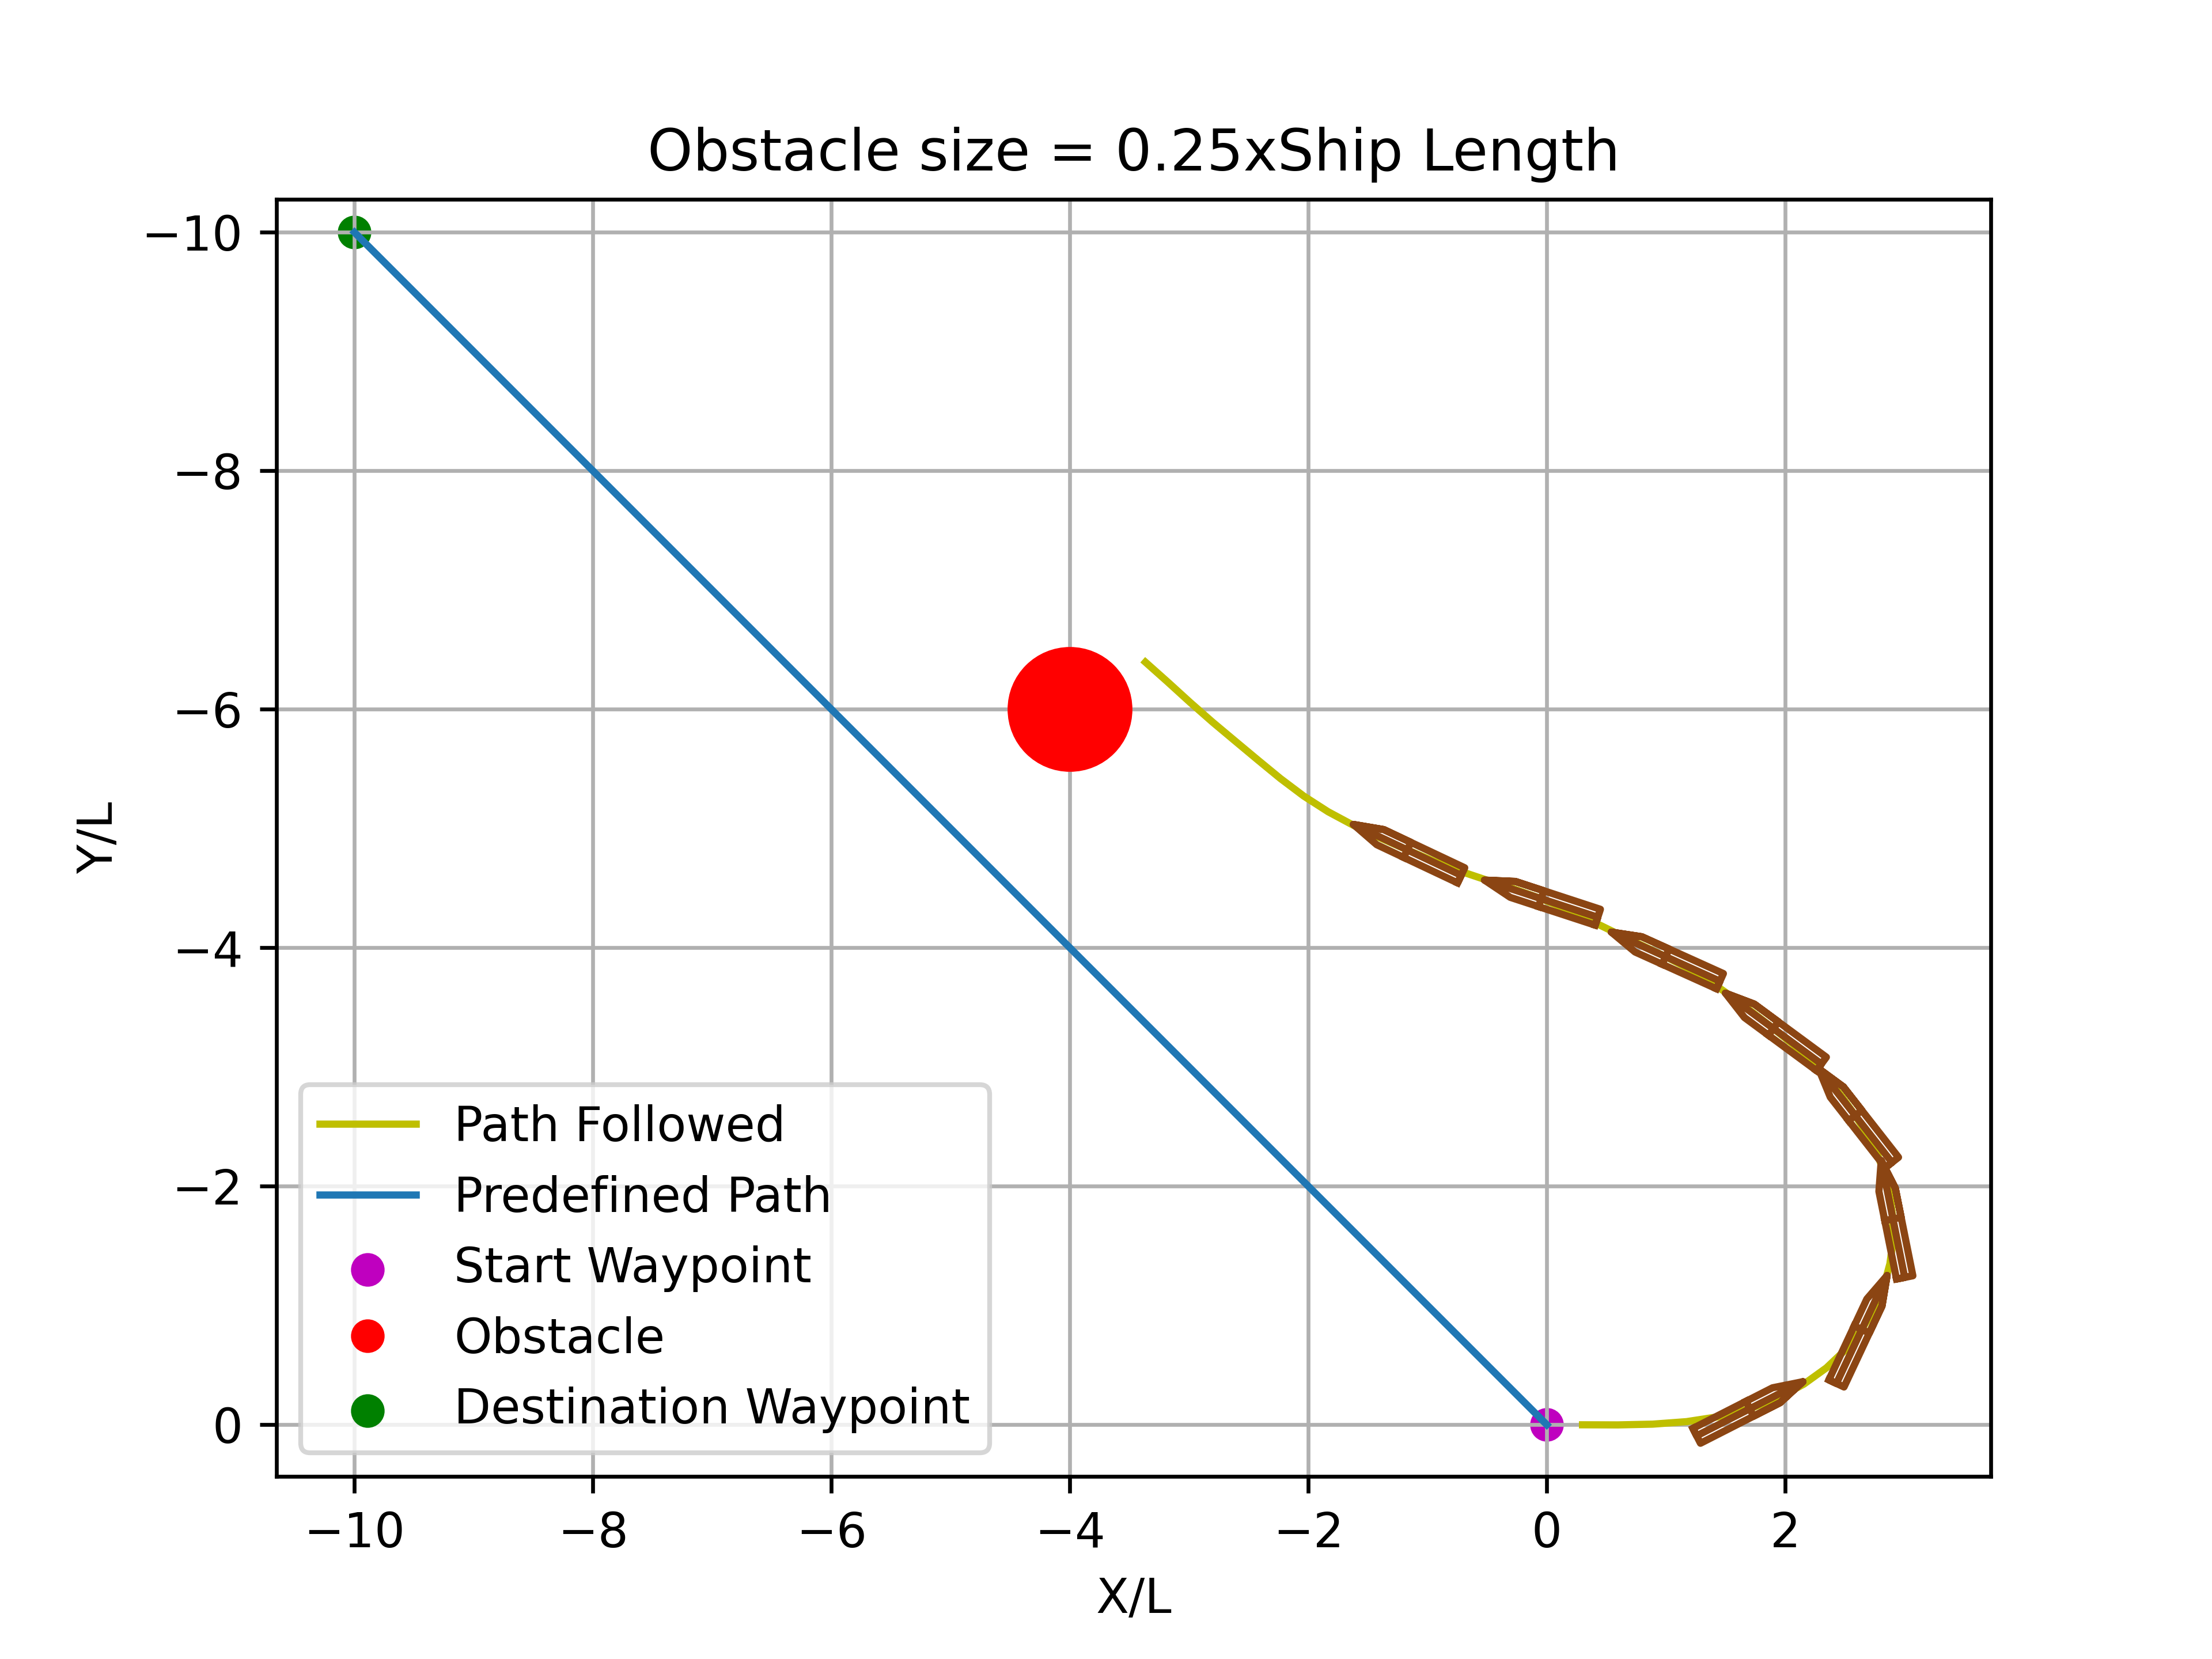 Obstacle size = 0.25xShip Length
−10
−8
−6
−4
−2
0
Y/L
Path Followed
Predefined Path
Start Waypoint
Obstacle
Destination Waypoint
−10 −8 −6 −4 −2 0 2
X/L